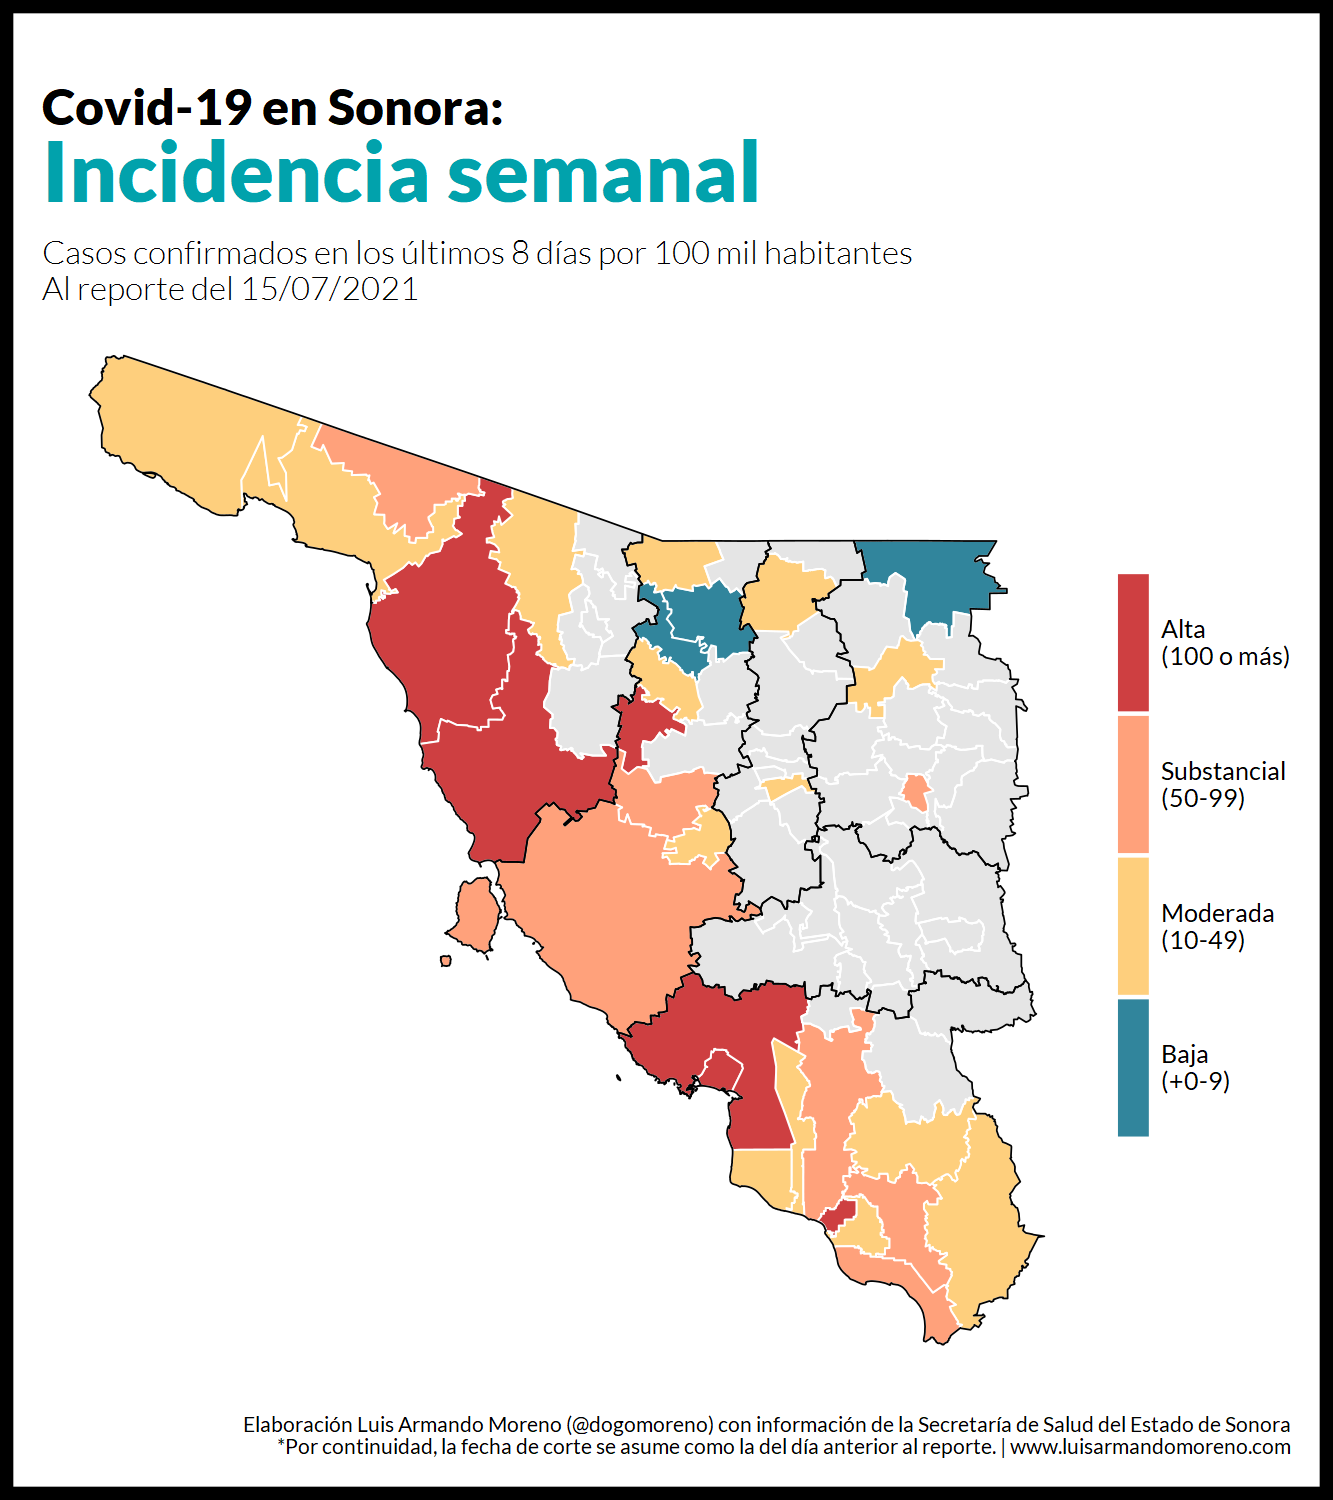 Covid-19 en Sonora:
Incidencia semanal
Casos confirmados en los últimos 8 días por 100 mil habitantes
Al reporte del 15/07/2021
Alta
(100 o más)
Substancial
(50-99)
Moderada
(10-49)
Baja
(+0-9)
Elaboración Luis Armando Moreno (@dogomoreno) con información de la Secretaría de Salud del Estado de Sonora
*Por continuidad, la fecha de corte se asume como la del día anterior al reporte. | www.luisarmandomoreno.com